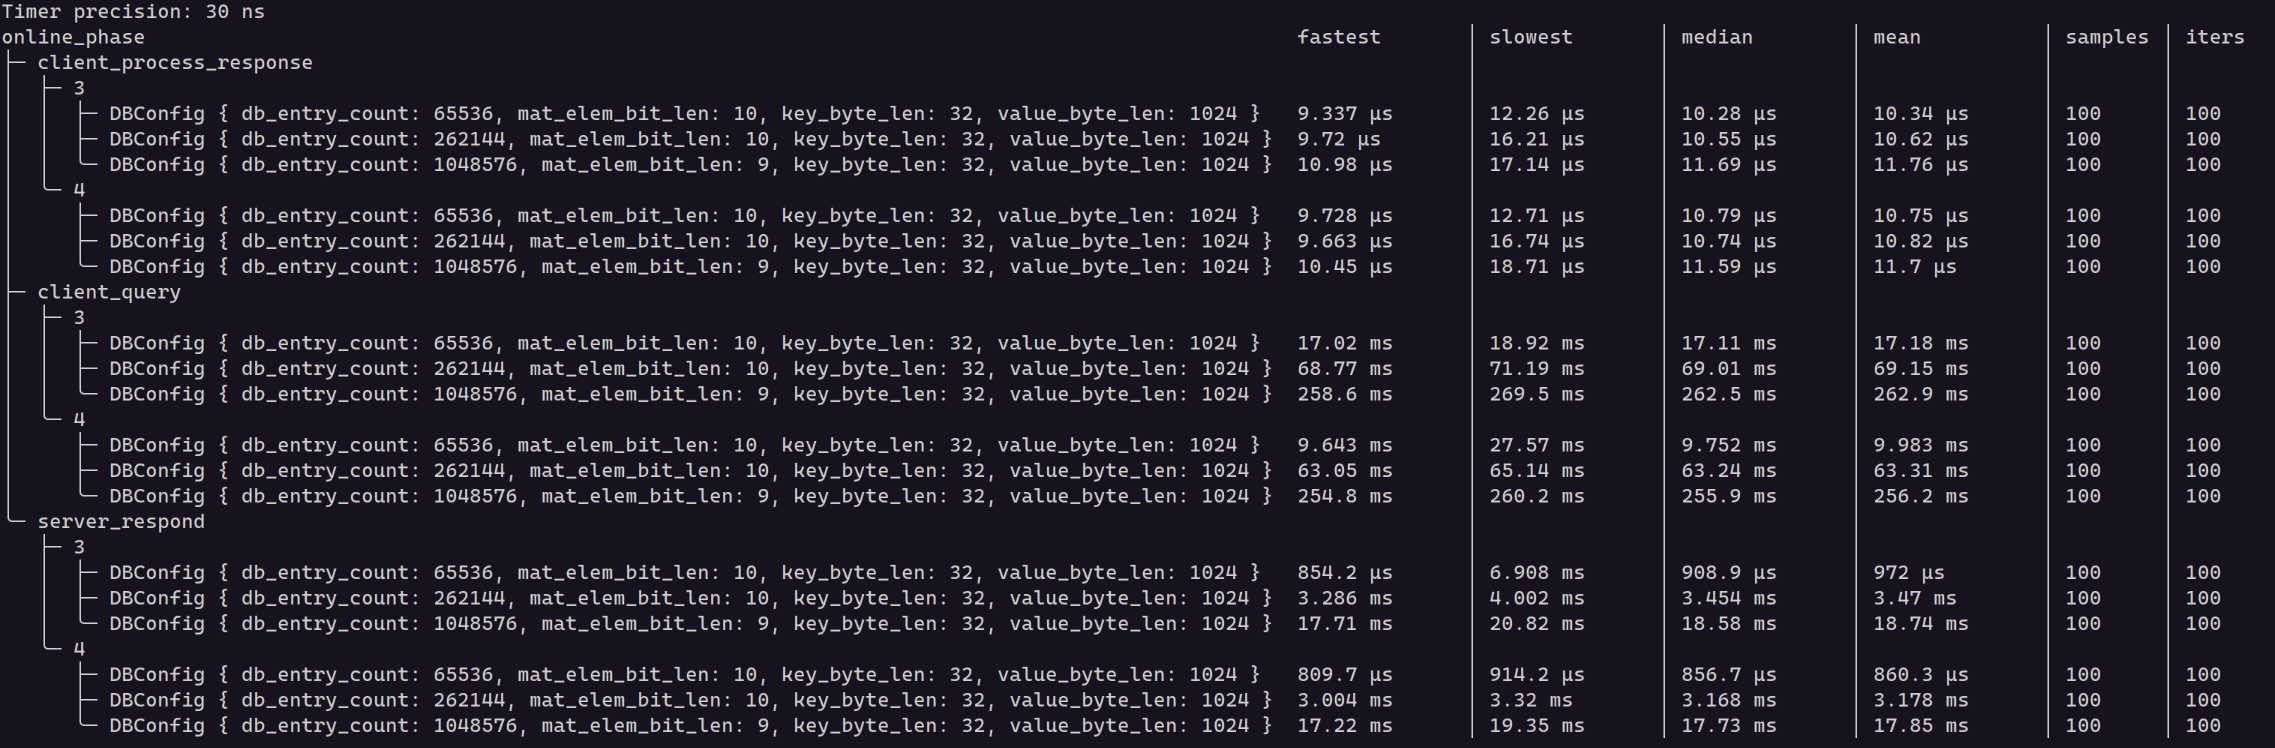 Timer precision: 30 ns
online_phase fastest │ slowest │ median │ mean │ samples │ iters
├─ client_process_response │ │ │ │ │
│ ├─ 3 │ │ │ │ │
│ │ ├─ DBConfig { db_entry_count: 65536, mat_elem_bit_len: 10, key_byte_len: 32, value_byte_len: 1024 } 9.337 µs │ 12.26 µs │ 10.28 µs │ 10.34 µs │ 100 │ 100
│ │ ├─ DBConfig { db_entry_count: 262144, mat_elem_bit_len: 10, key_byte_len: 32, value_byte_len: 1024 } 9.72 µs │ 16.21 µs │ 10.55 µs │ 10.62 µs │ 100 │ 100
│ │ ╰─ DBConfig { db_entry_count: 1048576, mat_elem_bit_len: 9, key_byte_len: 32, value_byte_len: 1024 } 10.98 µs │ 17.14 µs │ 11.69 µs │ 11.76 µs │ 100 │ 100
│ ╰─ 4 │ │ │ │ │
│ ├─ DBConfig { db_entry_count: 65536, mat_elem_bit_len: 10, key_byte_len: 32, value_byte_len: 1024 } 9.728 µs │ 12.71 µs │ 10.79 µs │ 10.75 µs │ 100 │ 100
│ ├─ DBConfig { db_entry_count: 262144, mat_elem_bit_len: 10, key_byte_len: 32, value_byte_len: 1024 } 9.663 µs │ 16.74 µs │ 10.74 µs │ 10.82 µs │ 100 │ 100
│ ╰─ DBConfig { db_entry_count: 1048576, mat_elem_bit_len: 9, key_byte_len: 32, value_byte_len: 1024 } 10.45 µs │ 18.71 µs │ 11.59 µs │ 11.7 µs │ 100 │ 100
├─ client_query │ │ │ │ │
│ ├─ 3 │ │ │ │ │
│ │ ├─ DBConfig { db_entry_count: 65536, mat_elem_bit_len: 10, key_byte_len: 32, value_byte_len: 1024 } 17.02 ms │ 18.92 ms │ 17.11 ms │ 17.18 ms │ 100 │ 100
│ │ ├─ DBConfig { db_entry_count: 262144, mat_elem_bit_len: 10, key_byte_len: 32, value_byte_len: 1024 } 68.77 ms │ 71.19 ms │ 69.01 ms │ 69.15 ms │ 100 │ 100
│ │ ╰─ DBConfig { db_entry_count: 1048576, mat_elem_bit_len: 9, key_byte_len: 32, value_byte_len: 1024 } 258.6 ms │ 269.5 ms │ 262.5 ms │ 262.9 ms │ 100 │ 100
│ ╰─ 4 │ │ │ │ │
│ ├─ DBConfig { db_entry_count: 65536, mat_elem_bit_len: 10, key_byte_len: 32, value_byte_len: 1024 } 9.643 ms │ 27.57 ms │ 9.752 ms │ 9.983 ms │ 100 │ 100
│ ├─ DBConfig { db_entry_count: 262144, mat_elem_bit_len: 10, key_byte_len: 32, value_byte_len: 1024 } 63.05 ms │ 65.14 ms │ 63.24 ms │ 63.31 ms │ 100 │ 100
│ ╰─ DBConfig { db_entry_count: 1048576, mat_elem_bit_len: 9, key_byte_len: 32, value_byte_len: 1024 } 254.8 ms │ 260.2 ms │ 255.9 ms │ 256.2 ms │ 100 │ 100
╰─ server_respond │ │ │ │ │
├─ 3 │ │ │ │ │
│ ├─ DBConfig { db_entry_count: 65536, mat_elem_bit_len: 10, key_byte_len: 32, value_byte_len: 1024 } 854.2 µs │ 6.908 ms │ 908.9 µs │ 972 µs │ 100 │ 100
│ ├─ DBConfig { db_entry_count: 262144, mat_elem_bit_len: 10, key_byte_len: 32, value_byte_len: 1024 } 3.286 ms │ 4.002 ms │ 3.454 ms │ 3.47 ms │ 100 │ 100
│ ╰─ DBConfig { db_entry_count: 1048576, mat_elem_bit_len: 9, key_byte_len: 32, value_byte_len: 1024 } 17.71 ms │ 20.82 ms │ 18.58 ms │ 18.74 ms │ 100 │ 100
╰─ 4 │ │ │ │ │
├─ DBConfig { db_entry_count: 65536, mat_elem_bit_len: 10, key_byte_len: 32, value_byte_len: 1024 } 809.7 µs │ 914.2 µs │ 856.7 µs │ 860.3 µs │ 100 │ 100
├─ DBConfig { db_entry_count: 262144, mat_elem_bit_len: 10, key_byte_len: 32, value_byte_len: 1024 } 3.004 ms │ 3.32 ms │ 3.168 ms │ 3.178 ms │ 100 │ 100
╰─ DBConfig { db_entry_count: 1048576, mat_elem_bit_len: 9, key_byte_len: 32, value_byte_len: 1024 } 17.22 ms │ 19.35 ms │ 17.73 ms │ 17.85 ms │ 100 │ 100